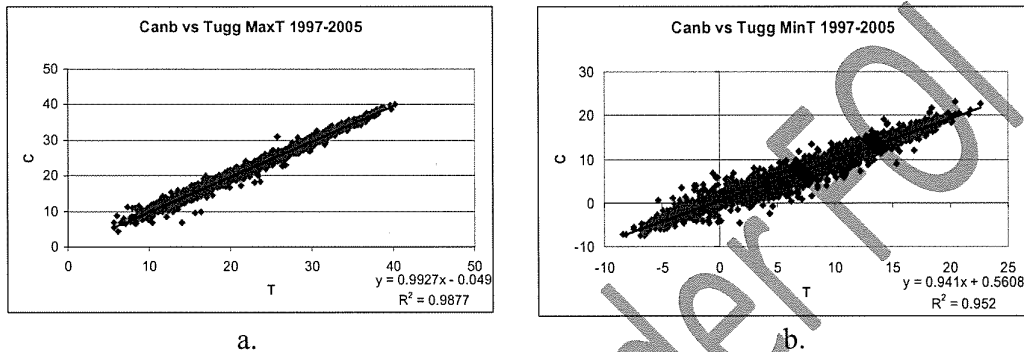 Canb vs Tugg MaxT 1997-2005
50
40
30
20
10
0
C
0 10 20 30 40 50
T
y = 0.9927x - 0.049
R² = 0.9877
a.
Canb vs Tugg MinT 1997-2005
30
20
10
0
-10
C
-10 -5 0 5 10 15 20 25
T
y = 0.941x + 0.5608
R² = 0.952
b.
der FOI